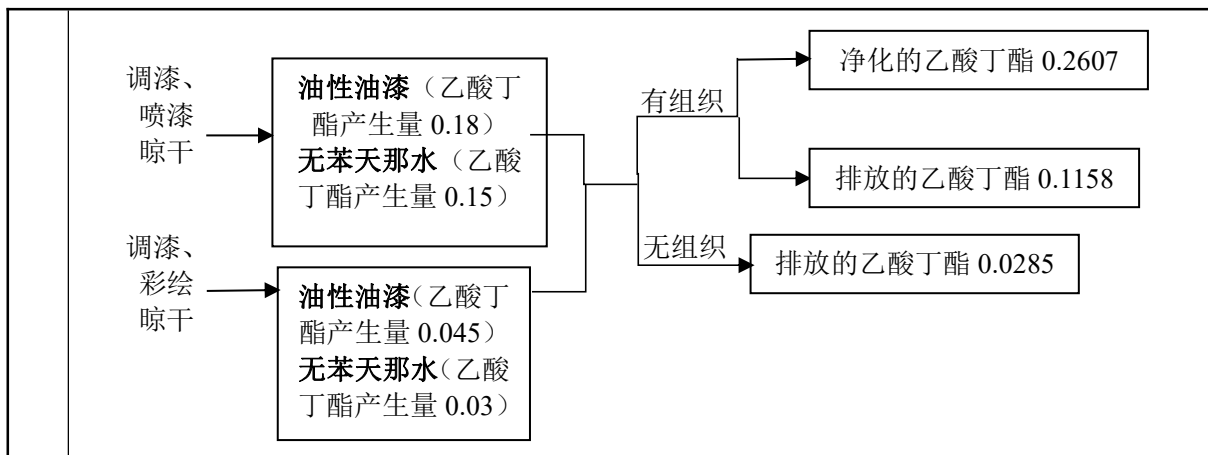 调漆、
喷漆
晾干
油性油漆（乙酸丁
酯产生量 0.18）
无苯天那水（乙酸
丁酯产生量 0.15）
调漆、
彩绘
晾干
油性油漆（乙酸丁
酯产生量 0.045）
无苯天那水（乙酸
丁酯产生量 0.03）
有组织
净化的乙酸丁酯 0.2607
排放的乙酸丁酯 0.1158
无组织
排放的乙酸丁酯 0.0285